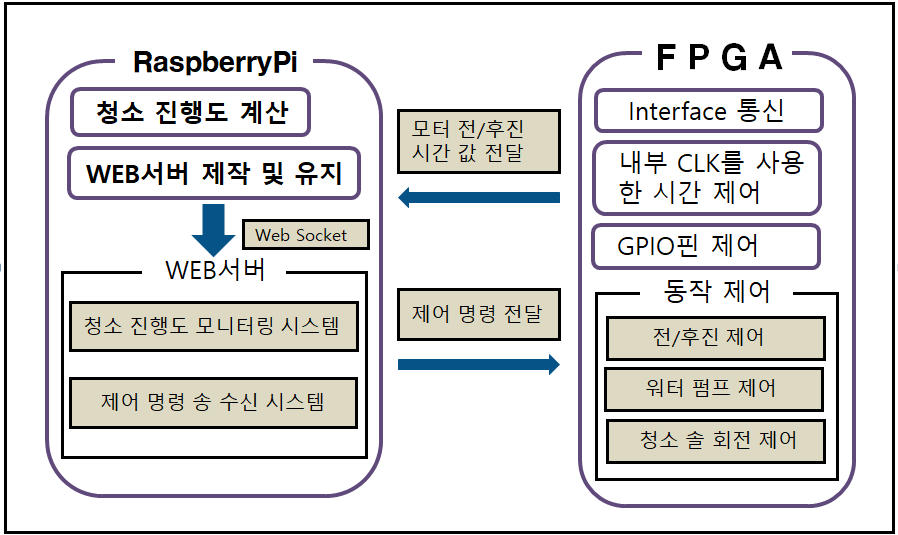 RaspberryPi
청소 진행도 계산
WEB서버 제작 및 유지
Web Socket
WEB서버
청소 진행도 모니터링 시스템
제어 명령 송 수신 시스템
모터 전/후진
시간 값 전달
제어 명령 전달
F P G A
Interface 통신
내부 CLK를 사용
한 시간 제어
GPIO핀 제어
동작 제어
전/후진 제어
워터 펌프 제어
청소 솔 회전 제어